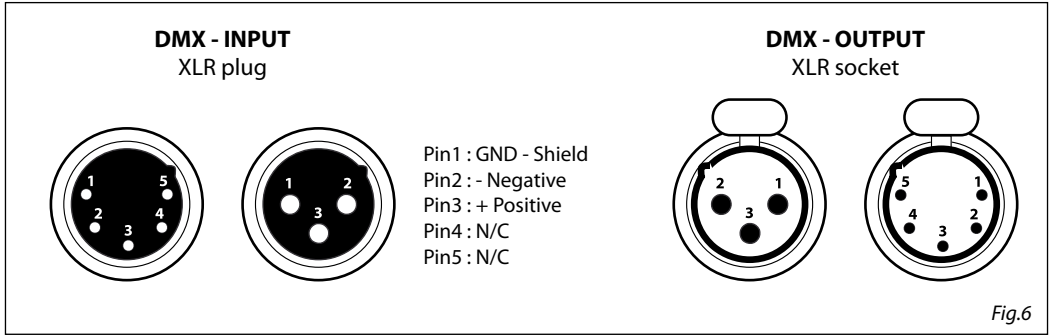 DMX - INPUT
XLR plug
1 5
2 4
3
1 2
3
Pin1 : GND - Shield
Pin2 : - Negative
Pin3 : + Positive
Pin4 : N/C
Pin5 : N/C
DMX - OUTPUT
XLR socket
2 1
3
5 1
4 2
3
Fig.6